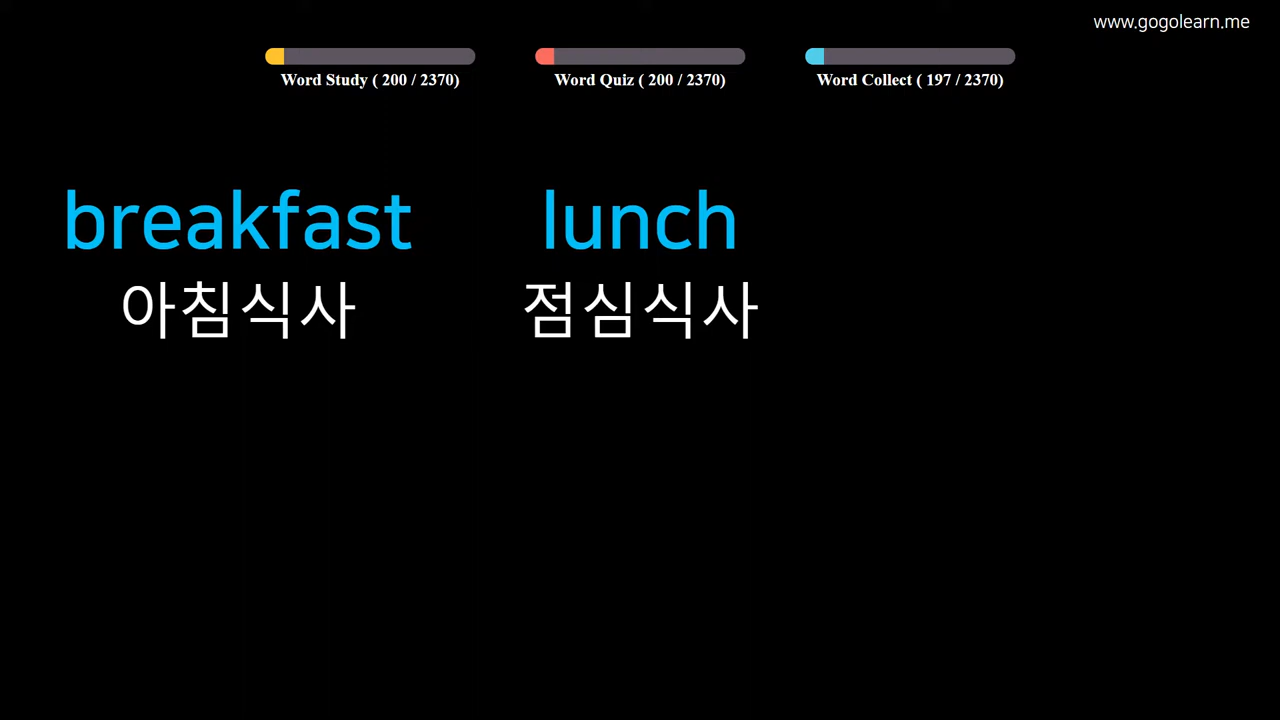 www.gogolearn.me
Word Study ( 200 / 2370)
Word Quiz ( 200 / 2370)
Word Collect ( 197 / 2370)
breakfast
아침식사
lunch
점심식사